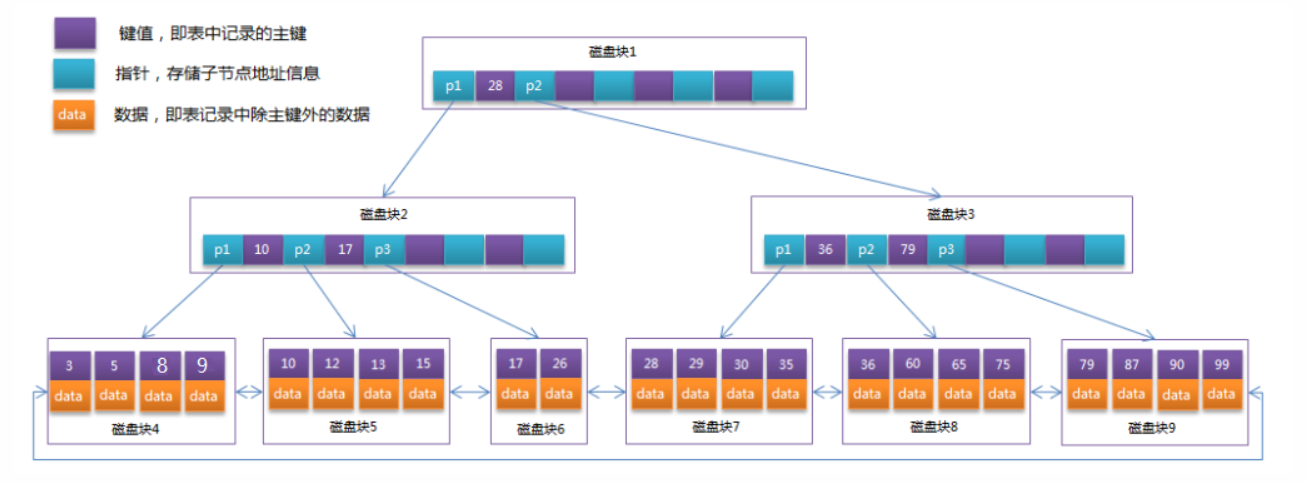 键值，即表中记录的主键
指针，存储子节点地址信息
data 数据，即表记录中除主键外的数据
磁盘块1
p1 28 p2
磁盘块2
p1 10 p2 17 p3
磁盘块3
p1 36 p2 79 p3
3 5 8 9
data data data data
磁盘块4
10 12 13 15
data data data data
磁盘块5
17 26
data data
磁盘块6
28 29 30 35
data data data data
磁盘块7
36 60 65 75
data data data data
磁盘块8
79 87 90 99
data data data data
磁盘块9